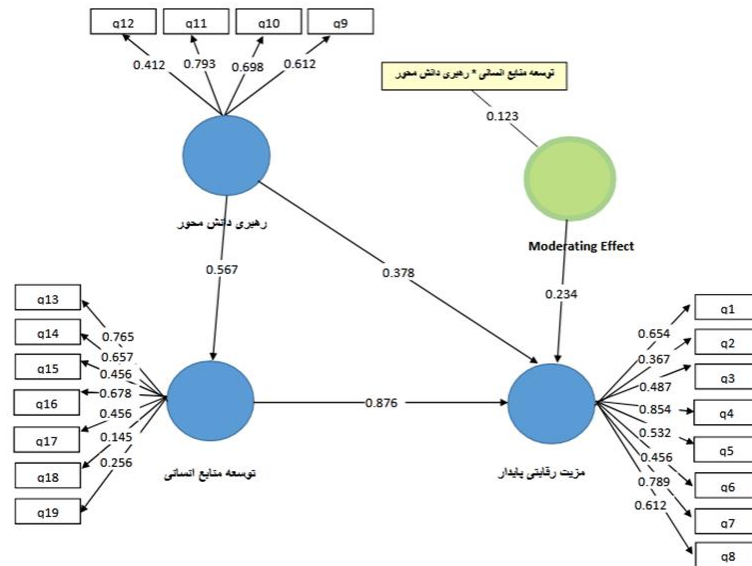 q12 q11 q10 q9
0.412 0.793 0.698 0.612
توسعه منابع انسانی * رهبری دانش محور
0.123
رهبری دانش محور
Moderating Effect
0.567
0.378
0.234
q13
q14
q15
q16
q17
q18
q19
0.765
0.657
0.456
0.678
0.456
0.145
0.256
توسعه منابع انسانی
0.876
مزیت رقابتی پایدار
0.654
0.367
0.487
0.854
0.532
0.456
0.789
0.612
q1
q2
q3
q4
q5
q6
q7
q8